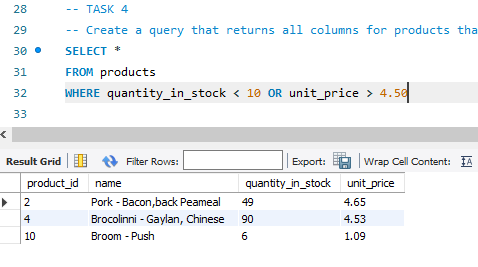 28 -- TASK 4
29 -- Create a query that returns all columns for products tha
30 SELECT *
31 FROM products
32 WHERE quantity_in_stock < 10 OR unit_price > 4.50
33
Result Grid Filter Rows: Export: Wrap Cell Content: IA
product_id name quantity_in_stock unit_price
2 Pork - Bacon,back Peameal 49 4.65
4 Brocolinni - Gaylan, Chinese 90 4.53
10 Broom - Push 6 1.09